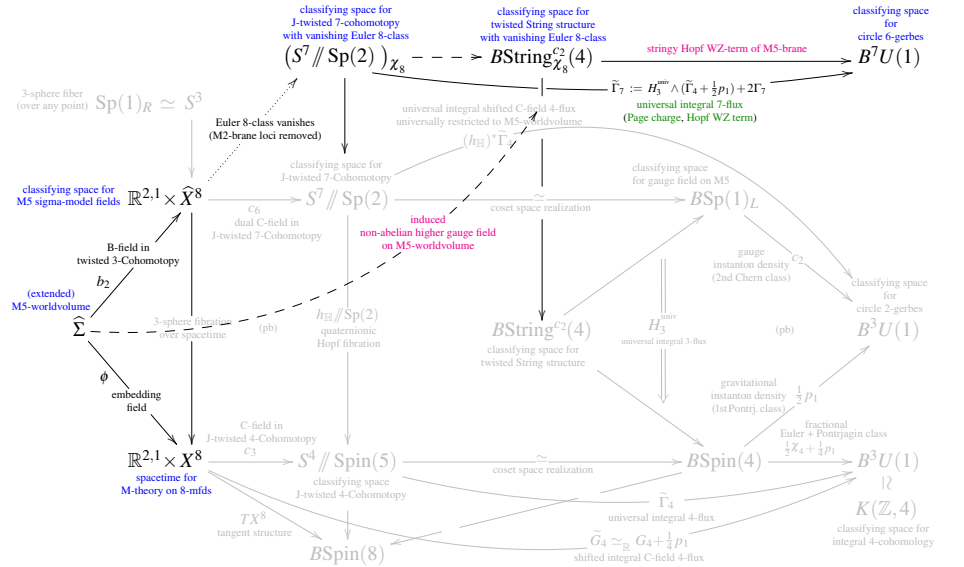 classifying space for
J-twisted 7-cohomotopy
with vanishing Euler 8-class
classifying space for
twisted String structure
with vanishing Euler 8-class
classifying space
for
circle 6-gerbes
(S⁷ ⫽ Sp(2))_χ₈
BString^{c₂}_{χ₈}(4)
stringy Hopf WZ-term of M5-brane
B⁷U(1)
Γ̃₇ := H₃^{univ} ∧ (Γ̃₄ + ½p₁) + 2Γ₇
universal integral 7-flux
(Page charge, Hopf WZ term)
3-sphere fiber
(over any point)
Sp(1)_R ≃ S³
Euler 8-class vanishes
(M2-brane loci removed)
universal integral shifted C-field 4-flux
universally restricted to M5-worldvolume
(h_ℍ)*Γ̃₄
classifying space for
J-twisted 7-Cohomotopy
classifying space
for gauge field on M5
classifying space for
M5 sigma-model fields
ℝ^{2,1} × X̂⁸
c₆
dual C-field in
J-twisted 7-Cohomotopy
S⁷ ⫽ Sp(2)
≃
coset space realization
BSp(1)_L
induced
non-abelian higher gauge field
on M5-worldvolume
B-field in
twisted 3-Cohomotopy
b₂
gauge
instanton density
(2nd Chern class)
c₂
classifying space
for
circle 2-gerbes
(extended)
M5-worldvolume
Σ̂
3-sphere fibration
over spacetime
(pb)
h_ℍ⫽Sp(2)
quaternionic
Hopf fibration
BString^{c₂}(4)
classifying space for
twisted String structure
H₃^{univ}
universal integral 3-flux
(pb)
B³U(1)
ϕ
embedding
field
gravitational
instanton density
(1st Pontrj. class)
½p₁
C-field in
J-twisted 4-Cohomotopy
c₃
fractional
Euler + Pontrjagin class
½χ₄ + ¼p₁
ℝ^{2,1} × X⁸
spacetime for
M-theory on 8-mfds
S⁴ ⫽ Spin(5)
classifying space
J-twisted 4-Cohomotopy
≃
coset space realization
BSpin(4)
B³U(1)
≃
K(ℤ,4)
classifying space for
integral 4-cohomology
Γ̃₄
universal integral 4-flux
TX⁸
tangent structure
BSpin(8)
G̃₄ ≃_ℝ G₄ + ¼p₁
shifted integral C-field 4-flux